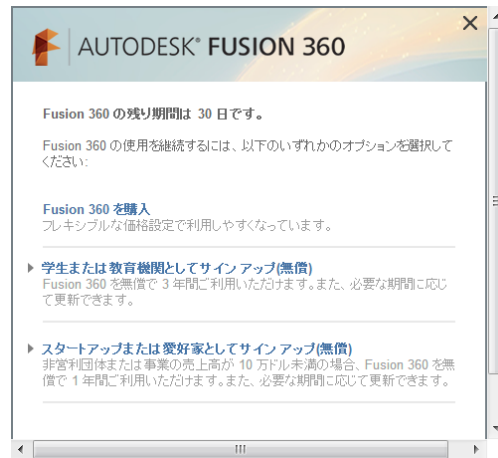 AUTODESK® FUSION 360
Fusion 360 の残り期間は 30 日です。
Fusion 360 の使用を継続するには、以下のいずれかのオプションを選択して
ください:
Fusion 360 を購入
フレキシブルな価格設定で利用しやすくなっています。
学生または教育機関としてサイン アップ(無償)
Fusion 360 を無償で 3 年間ご利用いただけます。また、必要な期間に応じ
て更新できます。
スタートアップまたは愛好家としてサイン アップ(無償)
非営利団体または事業の売上高が 10 万ドル未満の場合、Fusion 360 を無
償で 1 年間ご利用いただけます。また、必要な期間に応じて更新できます。